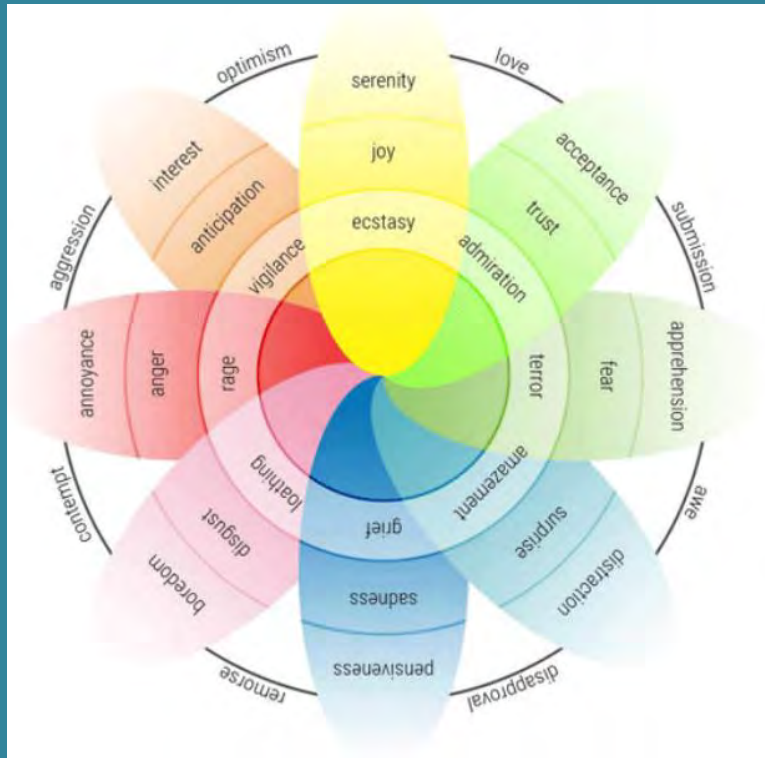 optimism
love
serenity
joy
ecstasy
interest
anticipation
vigilance
acceptance
trust
admiration
aggression
submission
annoyance
anger
rage
terror
fear
apprehension
loathing
disgust
boredom
amazement
surprise
distraction
grief
sadness
pensiveness
contempt
awe
remorse
disapproval